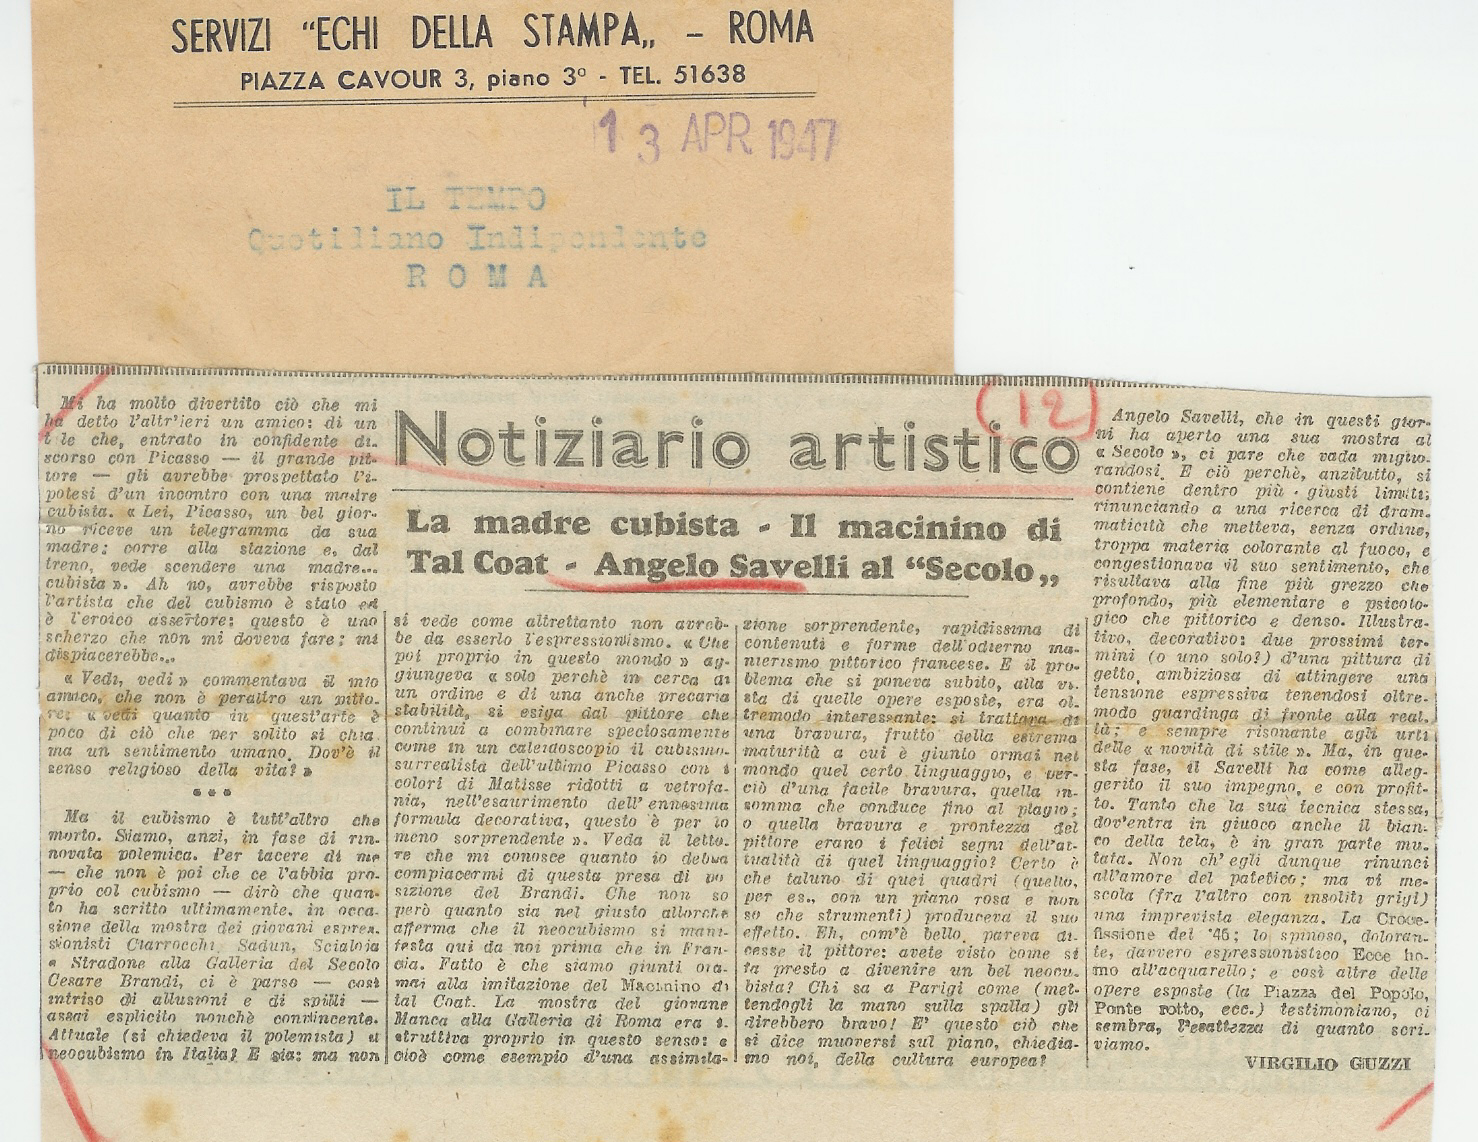 SERVIZI "ECHI DELLA STAMPA„ - ROMA
PIAZZA CAVOUR 3, piano 3º - TEL. 51638
13 APR 1947
IL TEMPO
Quotidiano Indipendente
ROMA
(12)
Notiziario artistico
La madre cubista - Il macinino di
Tal Coat - Angelo Savelli al "Secolo„
Mi ha molto divertito ciò che mi
ha detto l'altr'ieri un amico: di un
tale che, entrato in confidente di-
scorso con Picasso — il grande pit-
tore — gli avrebbe prospettato l'i-
potesi d'un incontro con una madre
cubista. « Lei, Picasso, un bel gior-
no riceve un telegramma da sua
madre; corre alla stazione e, dal
treno, vede scendere una madre...
cubista ». Ah no, avrebbe risposto
l'artista che del cubismo è stato ed
è l'eroico assertore: questo è uno
scherzo che non mi doveva fare; mi
dispiacerebbe...
« Vedi, vedi » commentava il mio
amico, che non è peraltro un pitto-
re: « vedi quanto in quest'arte è
poco di ciò che per solito si chia-
ma un sentimento umano. Dov'è il
senso religioso della vita? »
* * *
Ma il cubismo è tutt'altro che
morto. Siamo, anzi, in fase di rin-
novata polemica. Per tacere di me
— che non è poi che ce l'abbia pro-
prio col cubismo — dirò che quan-
to ha scritto ultimamente, in occa-
sione della mostra dei giovani espres-
sionisti Ciarrocchi, Sadun, Scialoia
e Stradone alla Galleria del Secolo
Cesare Brandi, ci è parso — così
intriso di allusioni e di spilli —
assai esplicito nonchè convincente.
Attuale (si chiedeva il polemista) il
neocubismo in Italia? E sia: ma non
si vede come altrettanto non avreb-
be da esserlo l'espressionismo. « Che
poi proprio in questo mondo » ag-
giungeva « solo perchè in cerca di
un ordine e di una anche precaria
stabilità, si esiga dal pittore che
continui a combinare speciosamente
come in un caleidoscopio il cubismo-
surrealista dell'ultimo Picasso con i
colori di Matisse ridotti a vetrofa-
nia, nell'esaurimento dell'ennesima
formula decorativa, questo è per lo
meno sorprendente ». Veda il letto-
re che mi conosce quanto io debba
compiacermi di questa presa di po-
sizione del Brandi. Che non so
però quanto sia nel giusto allorchè
afferma che il neocubismo si mani-
festa qui da noi prima che in Fran-
cia. Fatto è che siamo giunti ora-
mai alla imitazione del Macinino di
tal Coat. La mostra del giovane
Manca alla Galleria di Roma era i-
struttiva proprio in questo senso: e
cioè come esempio d'una assimila-
zione sorprendente, rapidissima di
contenuti e forme dell'odierno ma-
nierismo pittorico francese. E il pro-
blema che si poneva subito, alla vi-
sta di quelle opere esposte, era ol-
tremodo interessante: si trattava di
una bravura, frutto della estrema
maturità a cui è giunto ormai nel
mondo quel certo linguaggio, e per-
ciò d'una facile bravura, quella in-
somma che conduce fino al plagio;
o quella bravura e prontezza del
pittore erano i felici segni dell'at-
tualità di quel linguaggio? Certo è
che taluno di quei quadri (quello,
per es., con un piano rosa e non
so che strumenti) produceva il suo
effetto. Eh, com'è bello, pareva di-
cesse il pittore: avete visto come si
fa presto a divenire un bel neocu-
bista? Chi sa a Parigi come (met-
tendogli la mano sulla spalla) gli
direbbero bravo! E' questo ciò che
si dice muoversi sul piano, chiedia-
mo noi, della cultura europea?
Angelo Savelli, che in questi gior-
ni ha aperto una sua mostra al
« Secolo », ci pare che vada miglio-
randosi. E ciò perchè, anzitutto, si
contiene dentro più giusti limiti;
rinunciando a una ricerca di dram-
maticità che metteva, senza ordine,
troppa materia colorante al fuoco, e
congestionava il suo sentimento, che
risultava alla fine più grezzo che
profondo, più elementare e psicolo-
gico che pittorico e denso. Illustra-
tivo, decorativo: due prossimi ter-
mini (o uno solo?) d'una pittura di
getto, ambiziosa di attingere una
tensione espressiva tenendosi oltre-
modo guardinga di fronte alla real-
tà; e sempre risonante agli urti
delle « novità di stile ». Ma, in que-
sta fase, il Savelli ha come alleg-
gerito il suo impegno, e con profit-
to. Tanto che la sua tecnica stessa,
dov'entra in giuoco anche il bian-
co della tela, è in gran parte mu-
tata. Non ch'egli dunque rinunci
all'amore del patetico; ma vi me-
scola (fra l'altro con insoliti grigi)
una imprevista eleganza. La Croce-
fissione del '46; lo spinoso, doloran-
te, davvero espressionistico Ecce ho-
mo all'acquarello; e così altre delle
opere esposte (la Piazza del Popolo,
Ponte rotto, ecc.) testimoniano, ci
sembra, l'esattezza di quanto scri-
viamo.
VIRGILIO GUZZI